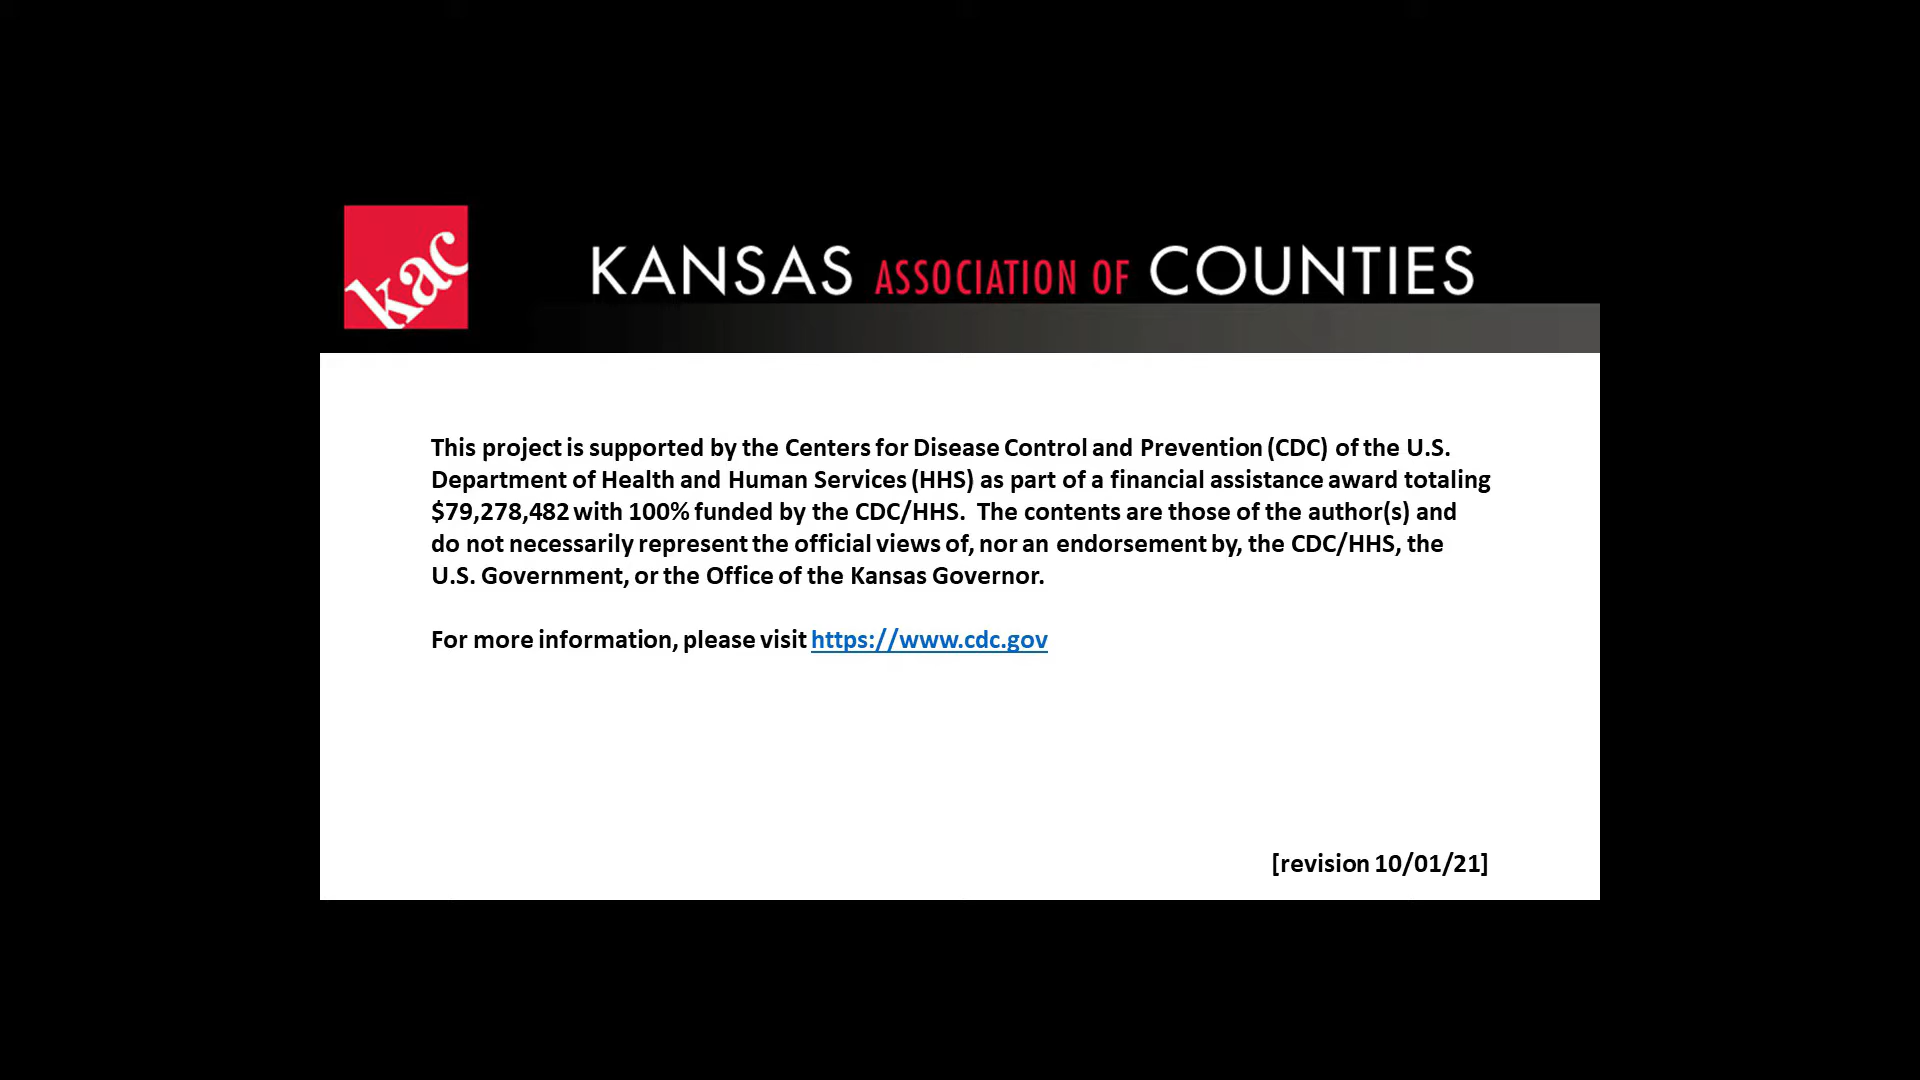 kac
KANSAS ASSOCIATION OF COUNTIES
This project is supported by the Centers for Disease Control and Prevention (CDC) of the U.S.
Department of Health and Human Services (HHS) as part of a financial assistance award totaling
$79,278,482 with 100% funded by the CDC/HHS.  The contents are those of the author(s) and
do not necessarily represent the official views of, nor an endorsement by, the CDC/HHS, the
U.S. Government, or the Office of the Kansas Governor.
For more information, please visit https://www.cdc.gov
[revision 10/01/21]